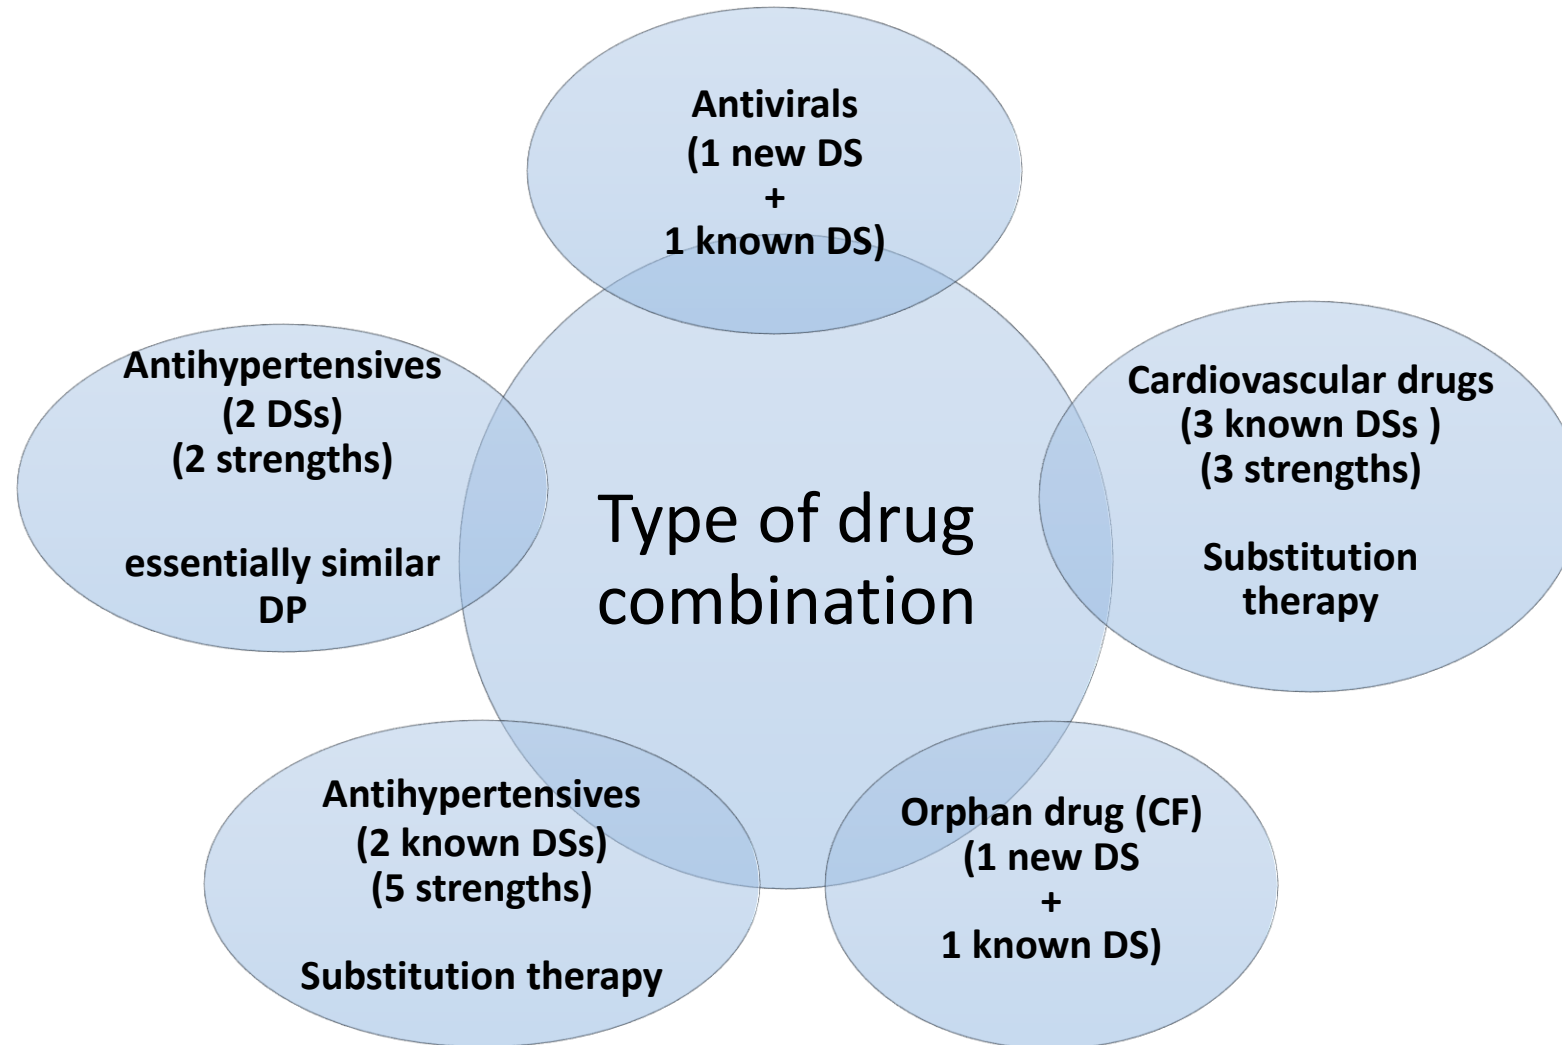 Antivirals
(1 new DS
+
1 known DS)
Antihypertensives
(2 DSs)
(2 strengths)
essentially similar
DP
Cardiovascular drugs
(3 known DSs )
(3 strengths)
Substitution
therapy
Type of drug
combination
Antihypertensives
(2 known DSs)
(5 strengths)
Substitution therapy
Orphan drug (CF)
(1 new DS
+
1 known DS)